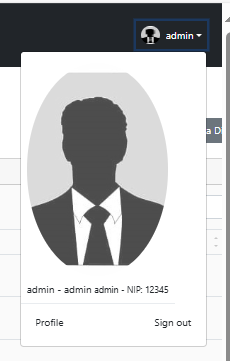 admin
a D
admin - admin admin - NIP: 12345
Profile Sign out